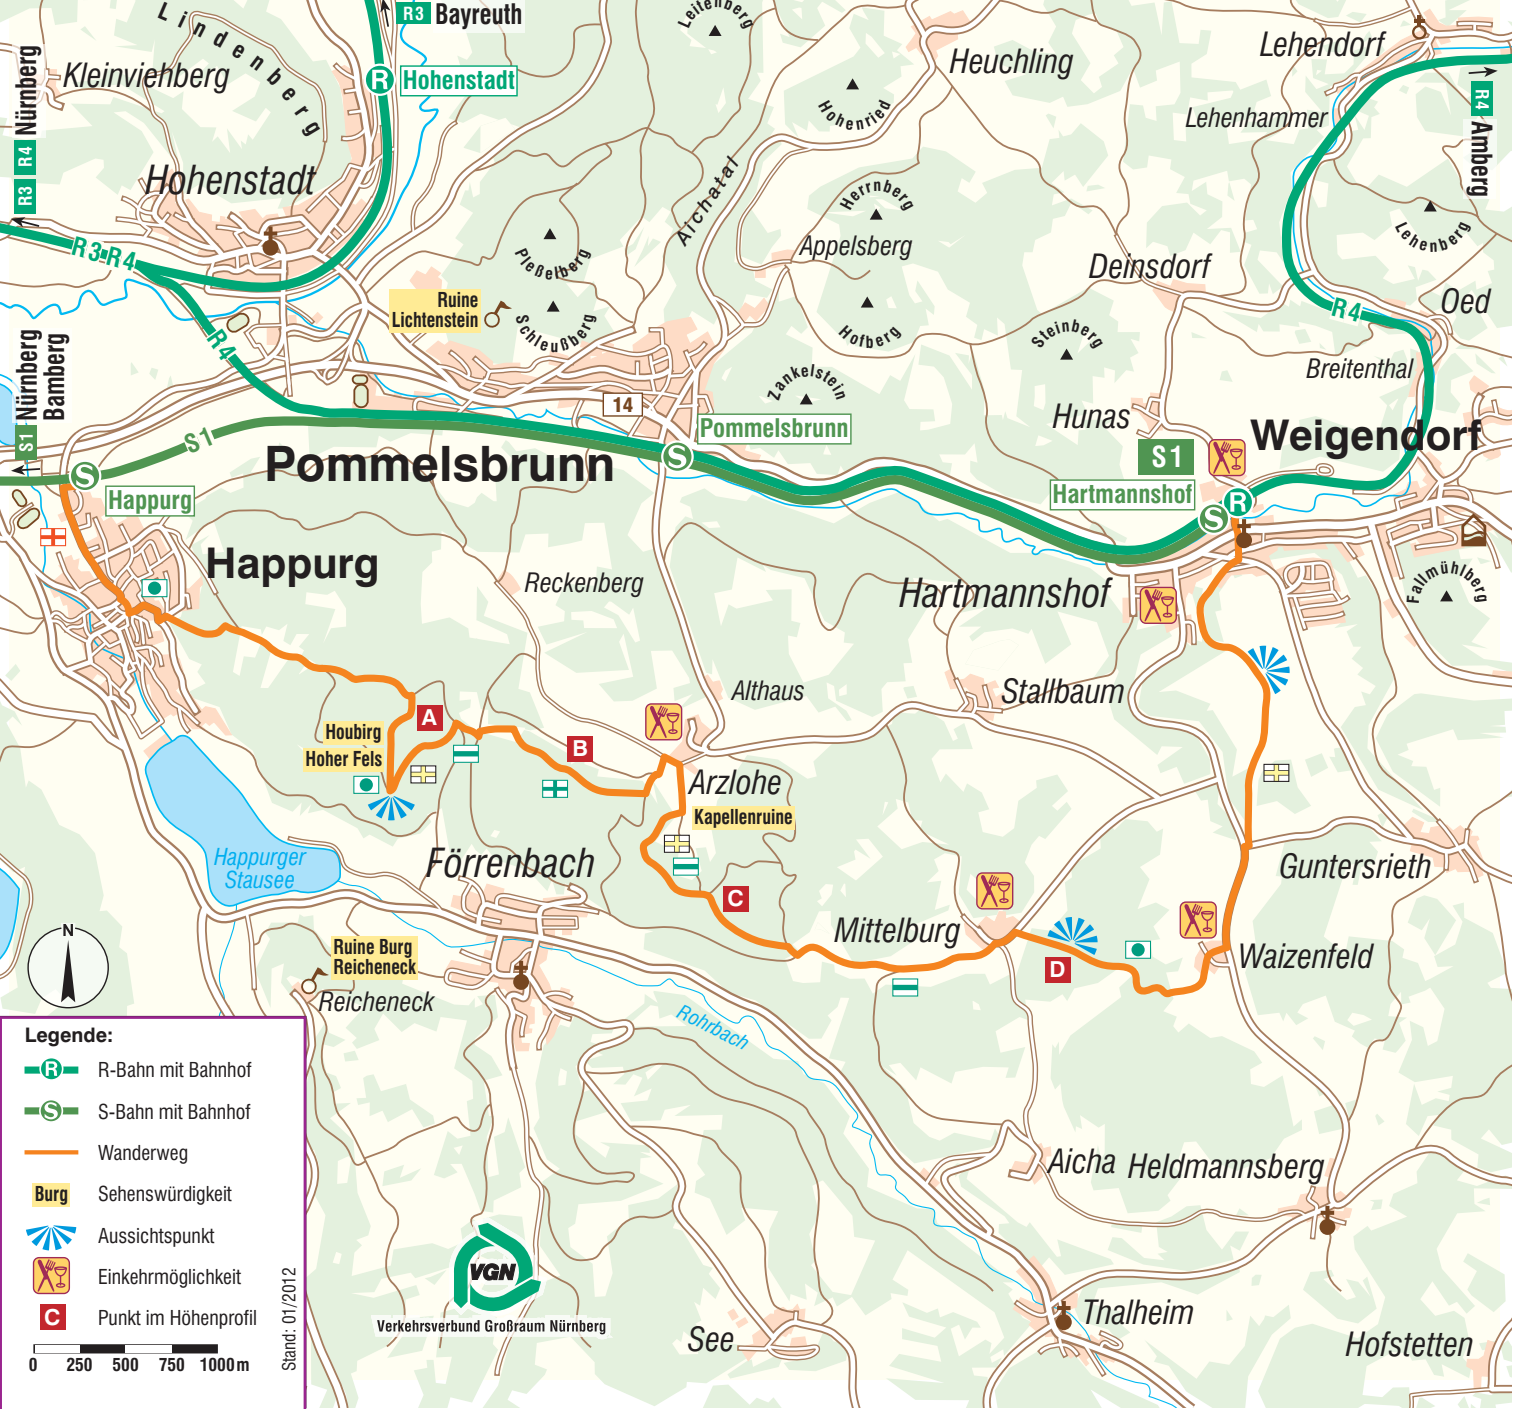 R3 Bayreuth
Leitenberg
Lindenberg
Kleinviehberg
R3 R4 Nürnberg
R
Hohenstadt
Heuchling
Lehendorf
Hohenried
Lehenhammer
R4 Amberg
Hohenstadt
Aichatal
Herrnberg
Appelsberg
Lehenberg
R3 R4
Pleßelberg
Deinsdorf
Ruine
Lichtenstein
Schleußberg
Hofberg
Steinberg
R4
Oed
R4
Breitenthal
S1 Nürnberg
Bamberg
Zankelstein
14
Hunas
Pommelsbrunn
S1
Weigendorf
Pommelsbrunn
S
S1
Hartmannshof
R
S
S
Happurg
Happurg
Reckenberg
Hartmannshof
Fallmühlberg
Althaus
Stallbaum
A
Houbirg
Hoher Fels
B
Arzlohe
Kapellenruine
Happurger
Stausee
Förrenbach
Guntersrieth
C
Mittelburg
N
Ruine Burg
Reicheneck
Reicheneck
D
Waizenfeld
Rohrbach
Aicha
Heldmannsberg
Thalheim
See
Hofstetten
VGN
Verkehrsverbund Großraum Nürnberg
Legende:
R
R-Bahn mit Bahnhof
S
S-Bahn mit Bahnhof
Wanderweg
Burg
Sehenswürdigkeit
Aussichtspunkt
Einkehrmöglichkeit
C
Punkt im Höhenprofil
0 250 500 750 1000m
Stand: 01/2012